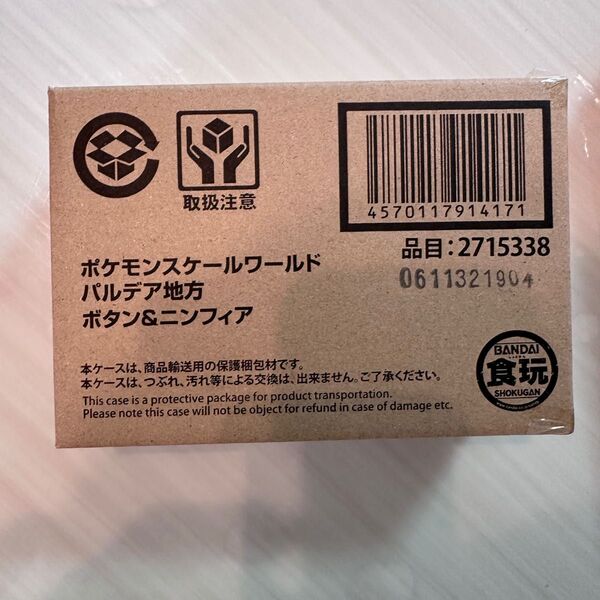 取扱注意
4570117914171
品目:2715338
0611321904
ポケモンスケールワールド
パルデア地方
ボタン&ニンフィア
本ケースは、商品輸送用の保護梱包材です。
本ケースは、つぶれ、汚れ等による交換は、出来ません。ご了承ください。
This case is a protective package for product transportation.
Please note this case will not be object for refund in case of damage etc.
BANDAI
食玩
SHOKUGAN